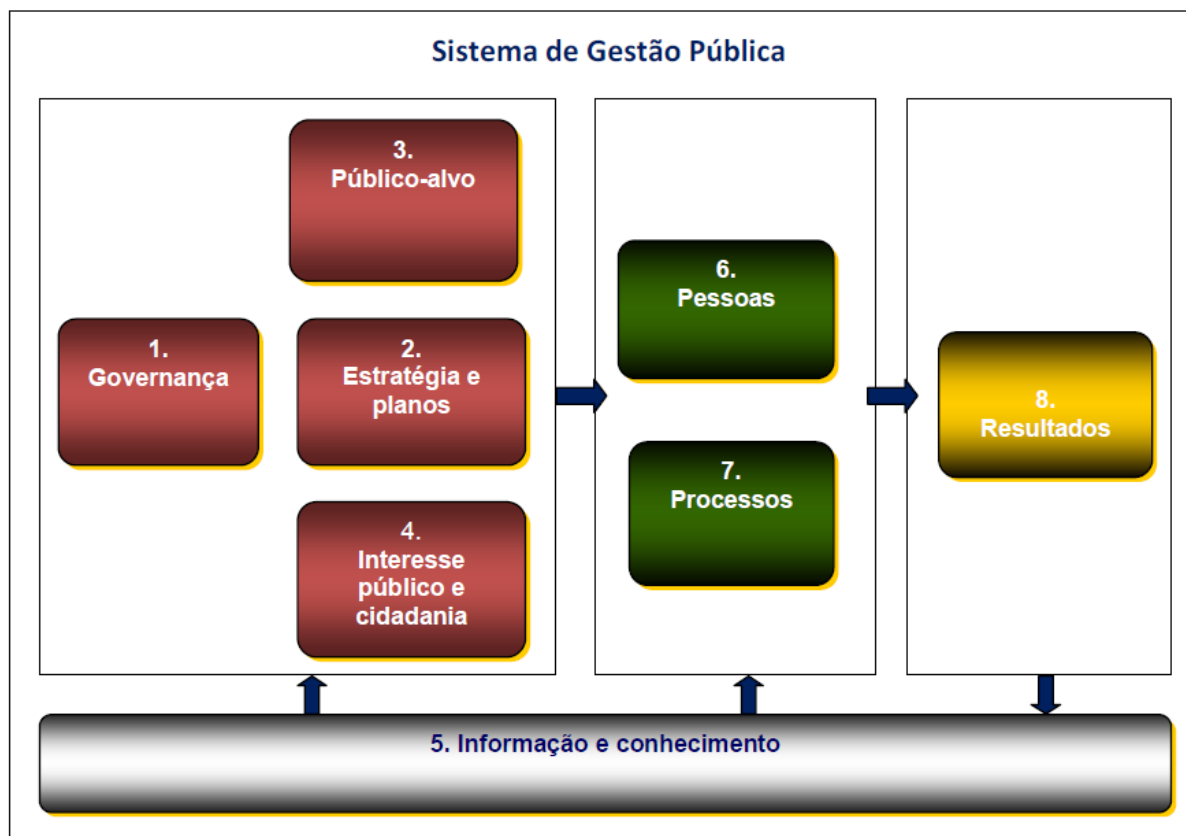 Sistema de Gestão Pública
1.
Governança
3.
Público-alvo
2.
Estratégia e
planos
4.
Interesse
público e
cidadania
6.
Pessoas
7.
Processos
8.
Resultados
5. Informação e conhecimento